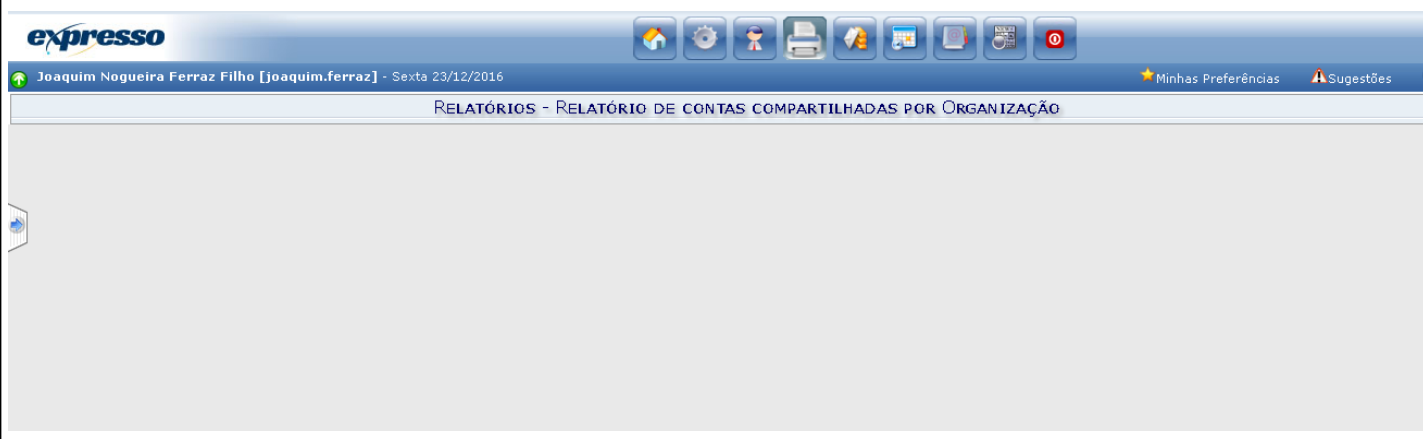 expresso
Joaquim Nogueira Ferraz Filho [joaquim.ferraz] - Sexta 23/12/2016
Minhas Preferências
Sugestões
Relatórios - Relatório de contas compartilhadas por Organização